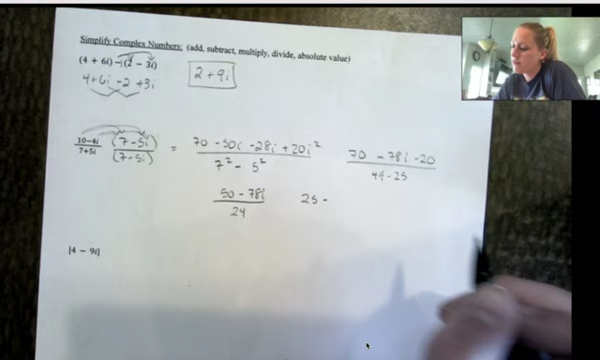 Simplify Complex Numbers: (add, subtract, multiply, divide, absolute value)
(4 + 6i) - (2 - 3i)
4+6i -2 +3i 2 + 9i
10-4i/7+5i (7-5i)/(7-5i) = 70 - 50i - 28i + 20i²/7² - 5² 70 - 78i - 20/49 - 25
50 - 78i/24 25 -
|4 - 9i|